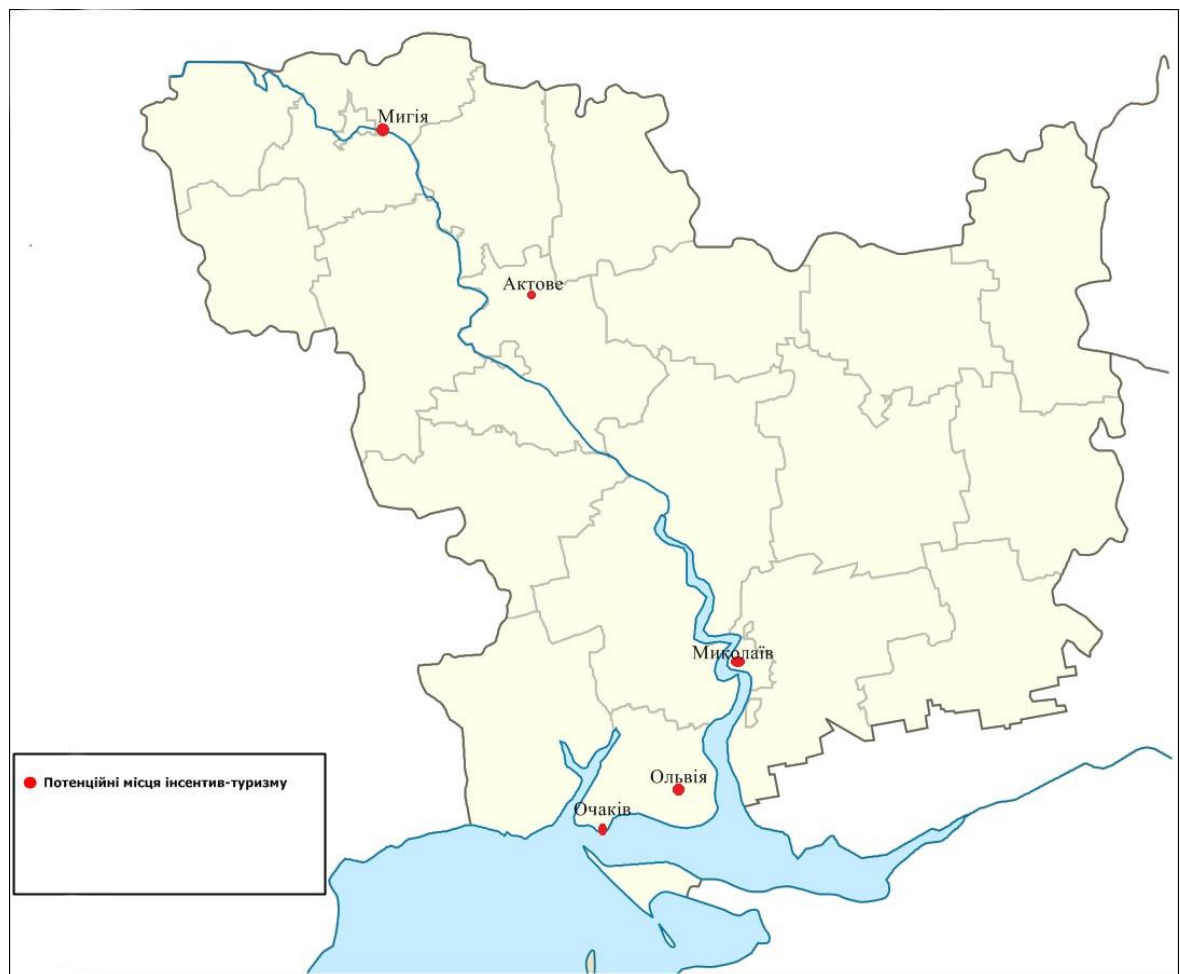 Мигія
Актове
Миколаїв
Ольвія
Очаків
Потенційні місця інсентив-туризму